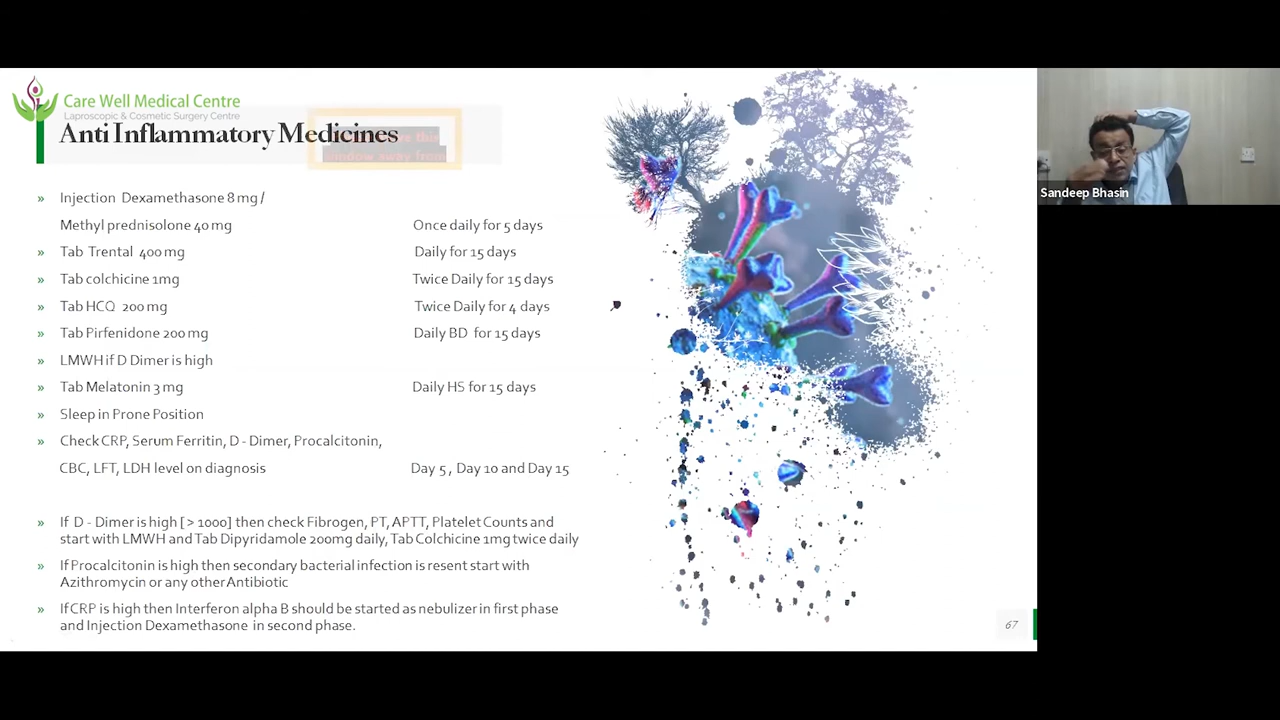 Care Well Medical Centre
Laproscopic & Cosmetic Surgery Centre
Anti Inflammatory Medicines
this
window away from
» Injection Dexamethasone 8 mg /
Methyl prednisolone 40 mg Once daily for 5 days
» Tab Trental 400 mg Daily for 15 days
» Tab colchicine 1mg Twice Daily for 15 days
» Tab HCQ 200 mg Twice Daily for 4 days
» Tab Pirfenidone 200 mg Daily BD for 15 days
» LMWH if D Dimer is high
» Tab Melatonin 3 mg Daily HS for 15 days
» Sleep in Prone Position
» Check CRP, Serum Ferritin, D - Dimer, Procalcitonin,
CBC, LFT, LDH level on diagnosis Day 5 , Day 10 and Day 15
» If D - Dimer is high [ > 1000] then check Fibrogen, PT, APTT, Platelet Counts and
start with LMWH and Tab Dipyridamole 200mg daily, Tab Colchicine 1mg twice daily
» If Procalcitonin is high then secondary bacterial infection is resent start with
Azithromycin or any other Antibiotic
» If CRP is high then Interferon alpha B should be started as nebulizer in first phase
and Injection Dexamethasone in second phase.
67
Sandeep Bhasin